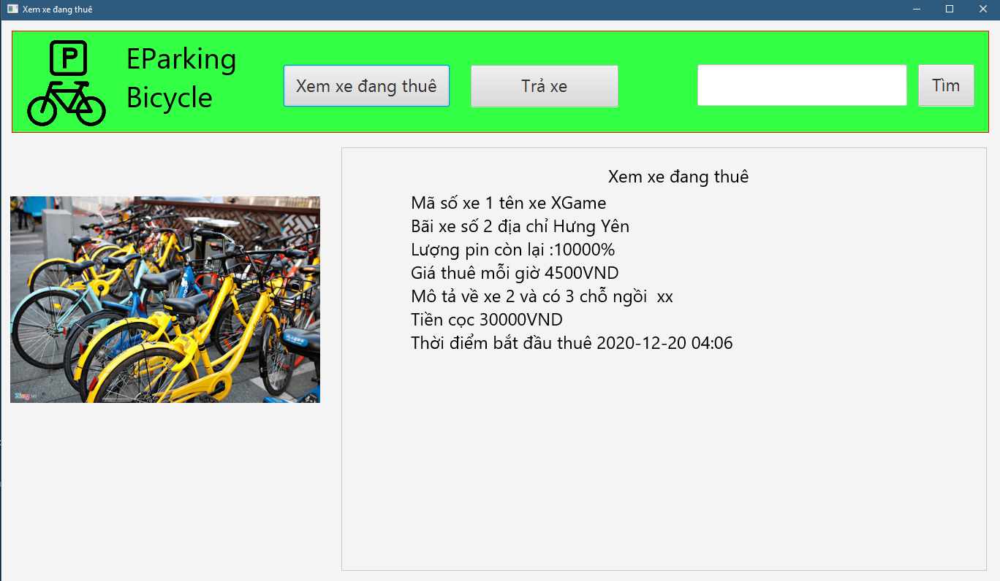 Xem xe đang thuê
P
EParking
Bicycle
Xem xe đang thuê
Trả xe
Tìm
Xem xe đang thuê
Mã số xe 1 tên xe XGame
Bãi xe số 2 địa chỉ Hưng Yên
Lượng pin còn lại :10000%
Giá thuê mỗi giờ 4500VND
Mô tả về xe 2 và có 3 chỗ ngồi  xx
Tiền cọc 30000VND
Thời điểm bắt đầu thuê 2020-12-20 04:06
Zing.vn